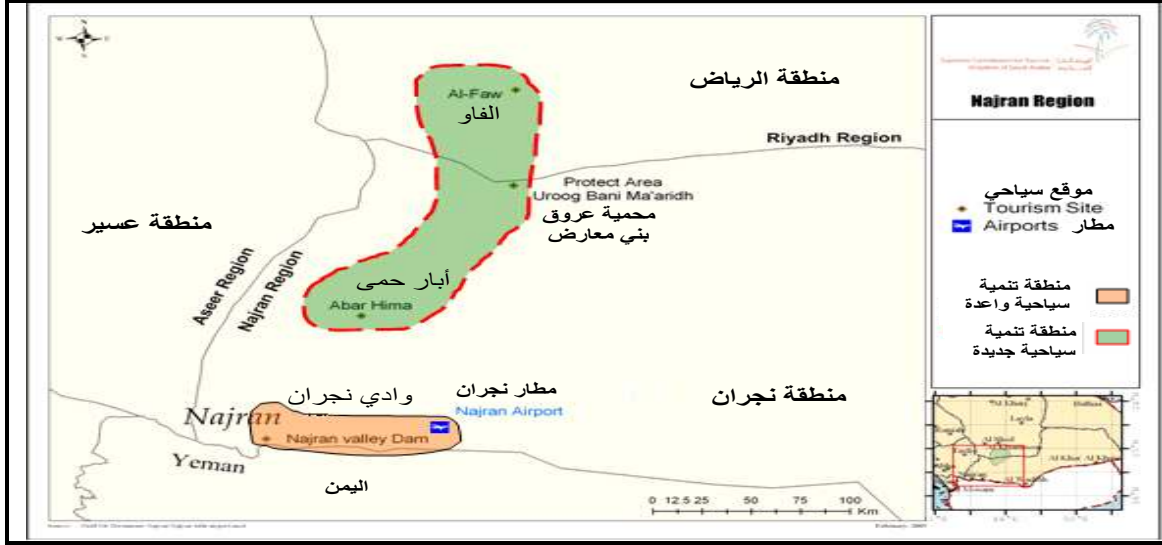 منطقة الرياض
Al-Faw
الفاو
Riyadh Region
Protect Area
Uroog Bani Ma'aridh
محمية عروق
بني معارض
منطقة عسير
Aseer Region
Najran Region
أبار حمى
Abar Hima
وادي نجران
مطار نجران
Najran Airport
منطقة نجران
Najran
Najran valley Dam
Yeman
اليمن
0 12.5 25 50 75 100
Km
Najran Region
موقع سياحي
Tourism Site
Airports مطار
منطقة تنمية
سياحية واعدة
منطقة تنمية
سياحية جديدة
Layla